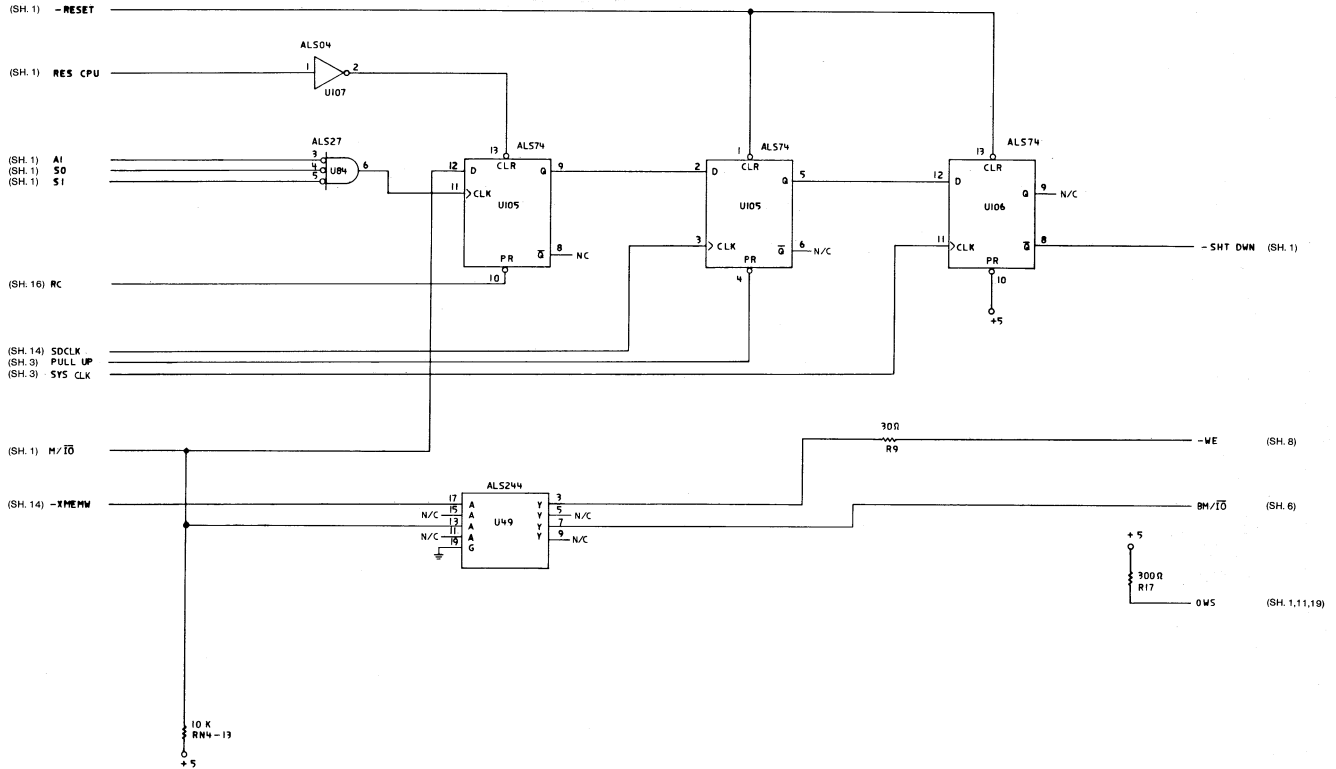 (SH. 1) -RESET
ALS04
(SH. 1) RES CPU
1
2
U107
ALS27
(SH. 1) A1
(SH. 1) S0
(SH. 1) S1
3
4
5
U84
6
13
ALS74
CLR
12
D
Q
9
11
CLK
U105
Q
8
NC
PR
10
1
ALS74
CLR
2
D
Q
5
U105
3
CLK
Q
6
N/C
PR
4
13
ALS74
CLR
12
D
Q
9
N/C
U106
11
CLK
Q
8
PR
10
+5
-SHT DWN (SH. 1)
(SH. 16) RC
(SH. 14) SDCLK
(SH. 3) PULL UP
(SH. 3) SYS CLK
30Ω
R9
-WE (SH. 8)
(SH. 1) M/IO
ALS244
(SH. 14) -XMEMW
17
A
Y
3
N/C
15
A
Y
5
N/C
13
A
Y
7
N/C
11
A
Y
9
N/C
19
G
U49
BM/IO (SH. 6)
+5
300Ω
R17
0WS (SH. 1,11,19)
10 K
RN4-13
+5